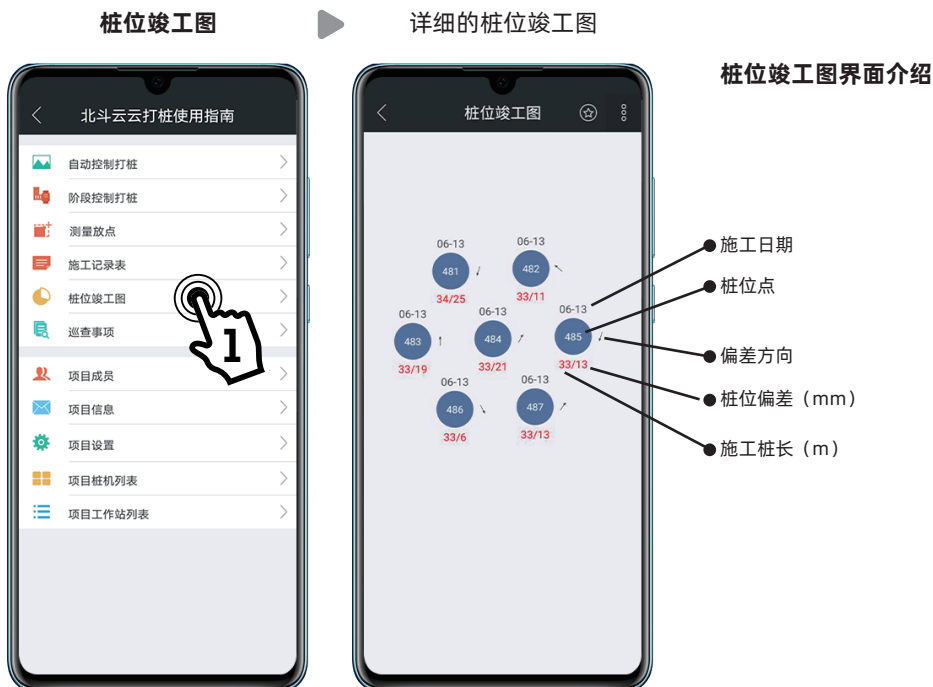 桩位竣工图
详细的桩位竣工图
桩位竣工图界面介绍
北斗云云打桩使用指南
自动控制打桩
阶段控制打桩
测量放点
施工记录表
桩位竣工图
巡查事项
项目成员
项目信息
项目设置
项目桩机列表
项目工作站列表
1
桩位竣工图
06-13
481
34/25
06-13
482
33/11
06-13
483
33/19
06-13
484
33/21
06-13
485
33/13
06-13
486
33/6
06-13
487
33/13
施工日期
桩位点
偏差方向
桩位偏差（mm）
施工桩长（m）